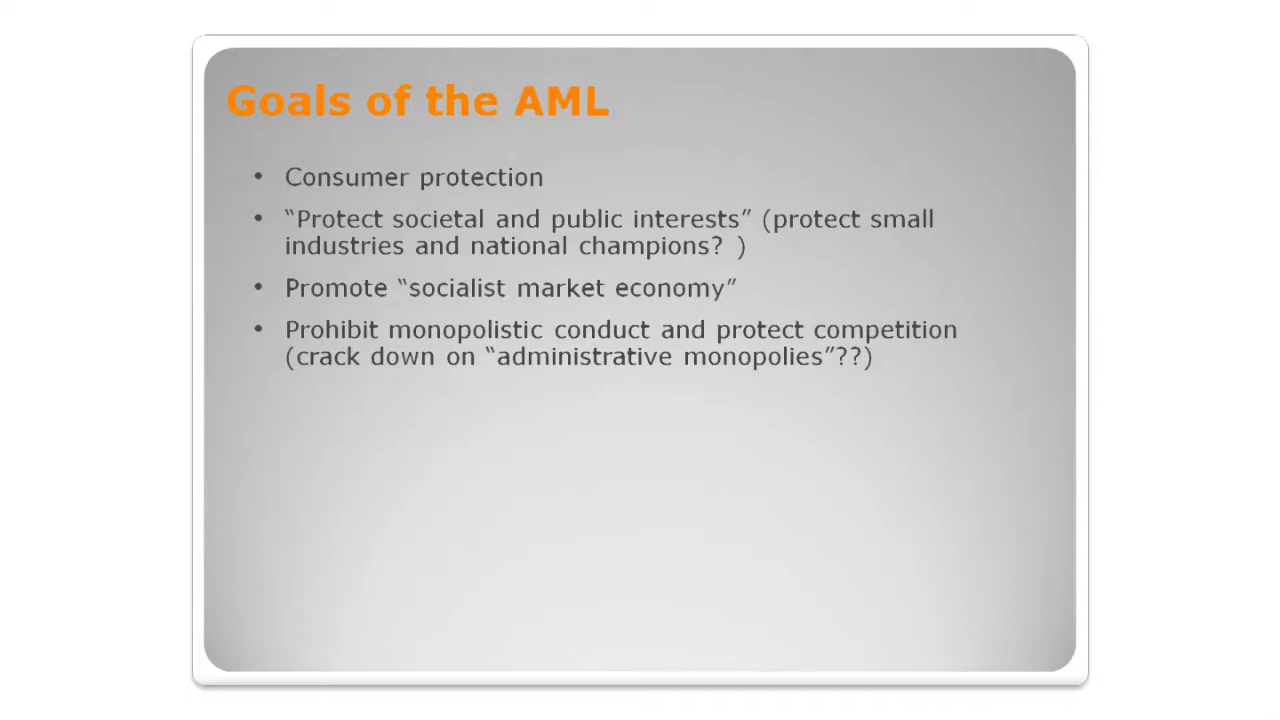 Goals of the AML
• Consumer protection
• “Protect societal and public interests” (protect small
industries and national champions? )
• Promote “socialist market economy”
• Prohibit monopolistic conduct and protect competition
(crack down on “administrative monopolies”??)